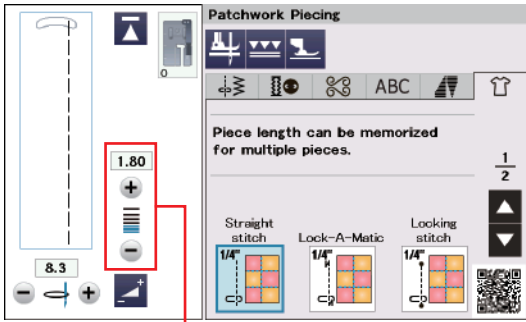 0
1.80
8.3
Patchwork Piecing
ABC
Piece length can be memorized
for multiple pieces.
1
2
Straight
stitch
Lock-A-Matic
Locking
stitch
1/4"
1/4"
1/4"